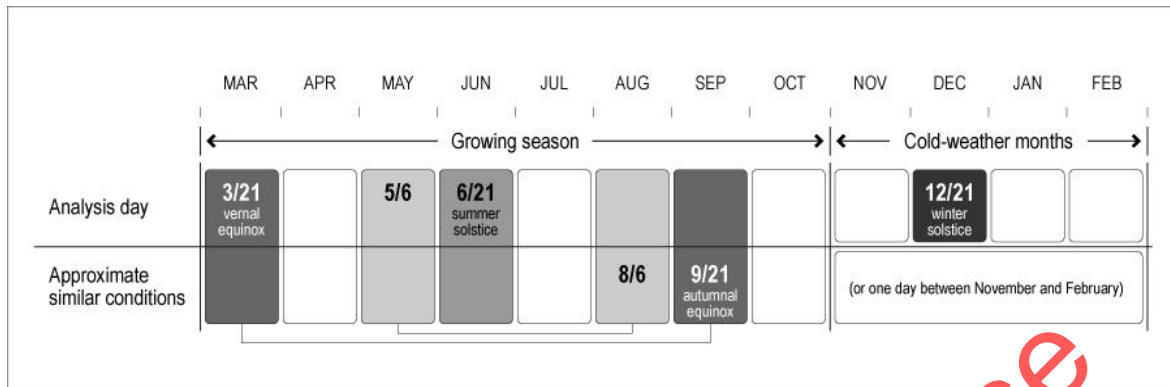 MAR APR MAY JUN JUL AUG SEP OCT NOV DEC JAN FEB
Growing season Cold-weather months
Analysis day
3/21
vernal
equinox
5/6
6/21
summer
solstice
12/21
winter
solstice
Approximate
similar conditions
8/6
9/21
autumnal
equinox
(or one day between November and February)